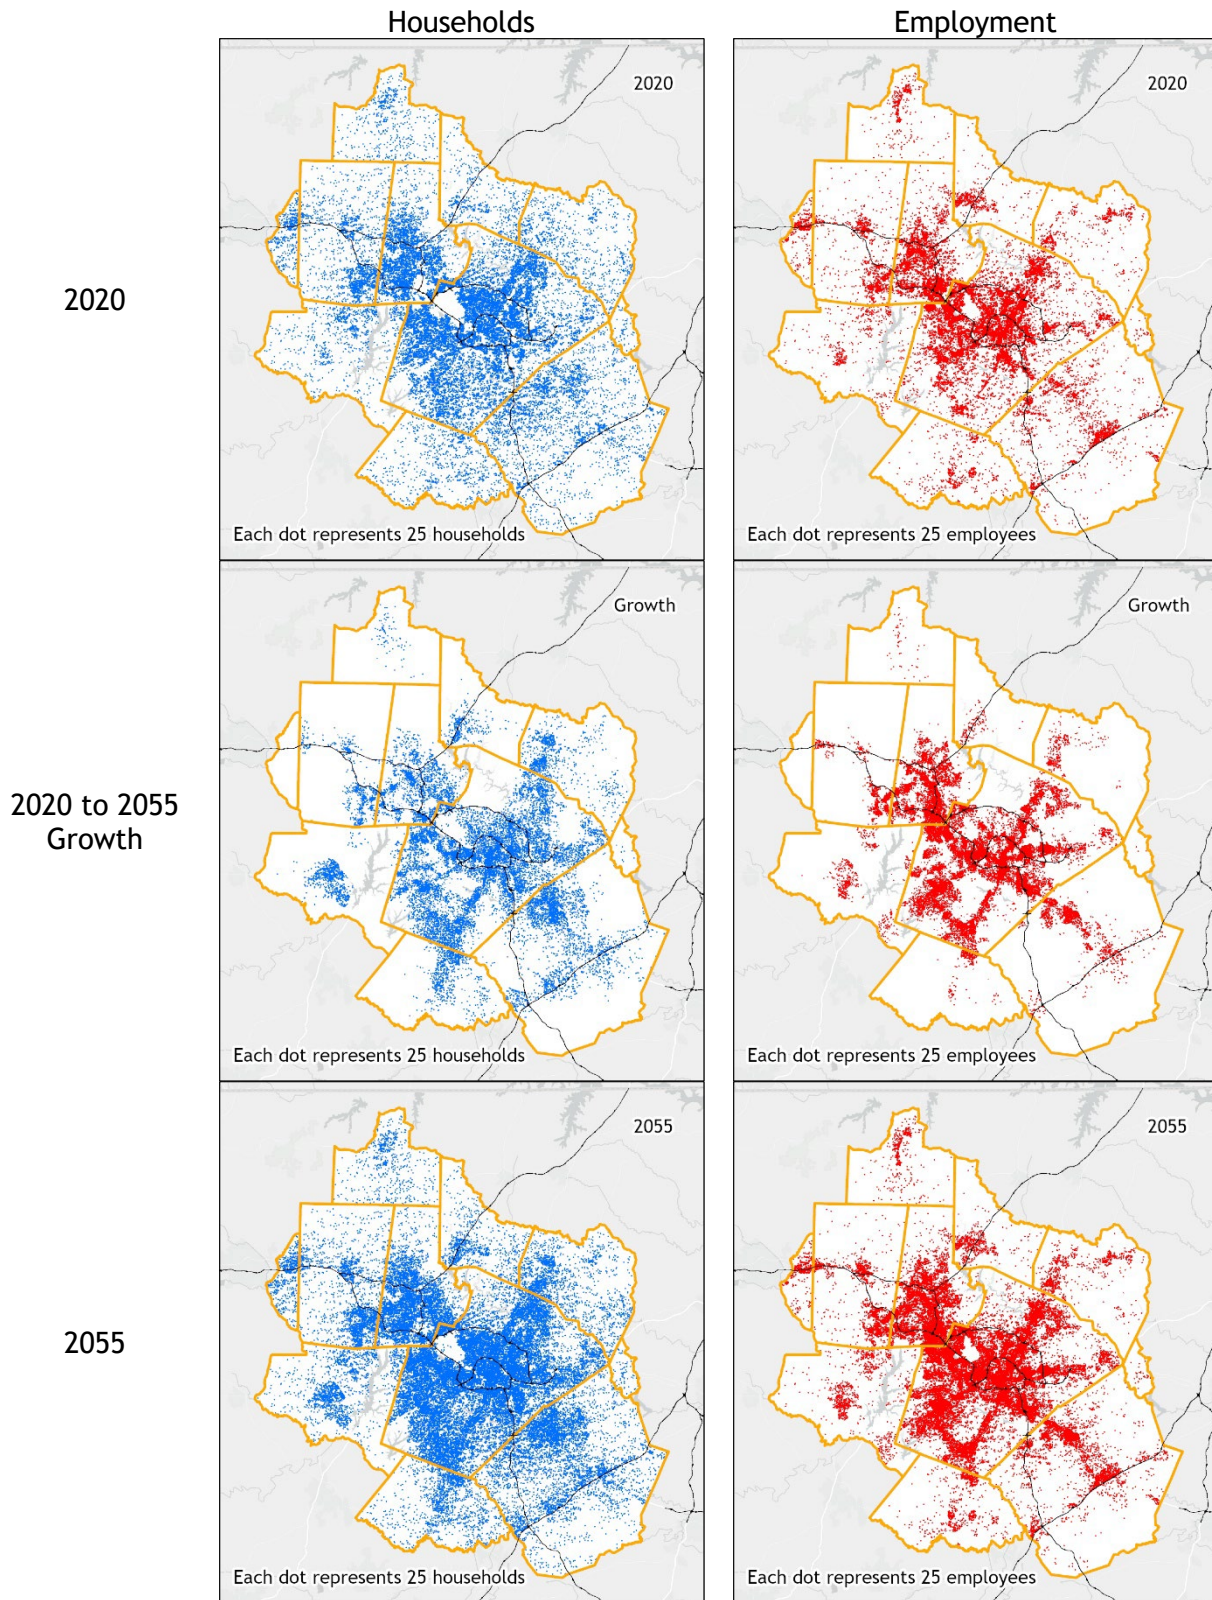 Households
Employment
2020
2020
2020
Each dot represents 25 households
Each dot represents 25 employees
Growth
Growth
2020 to 2055
Growth
Each dot represents 25 households
Each dot represents 25 employees
2055
2055
2055
Each dot represents 25 households
Each dot represents 25 employees